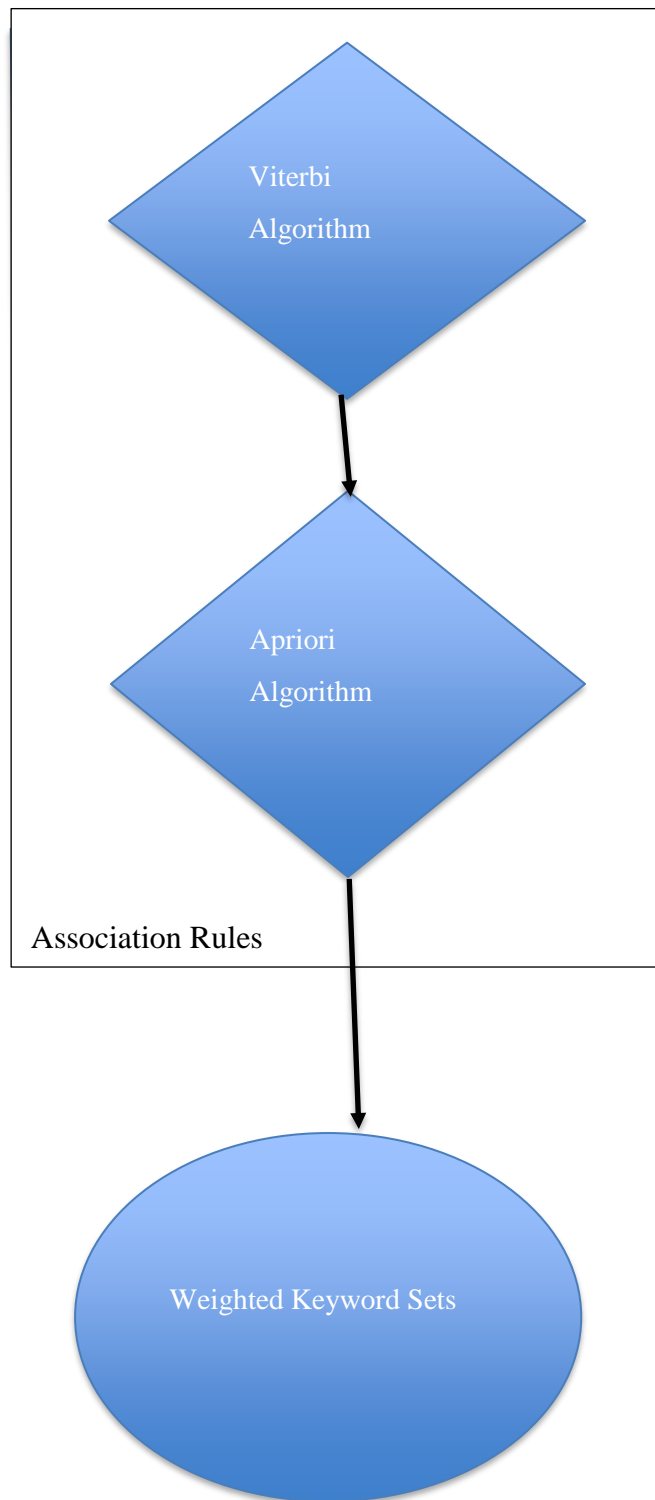 Viterbi
Algorithm
Apriori
Algorithm
Association Rules
Weighted Keyword Sets